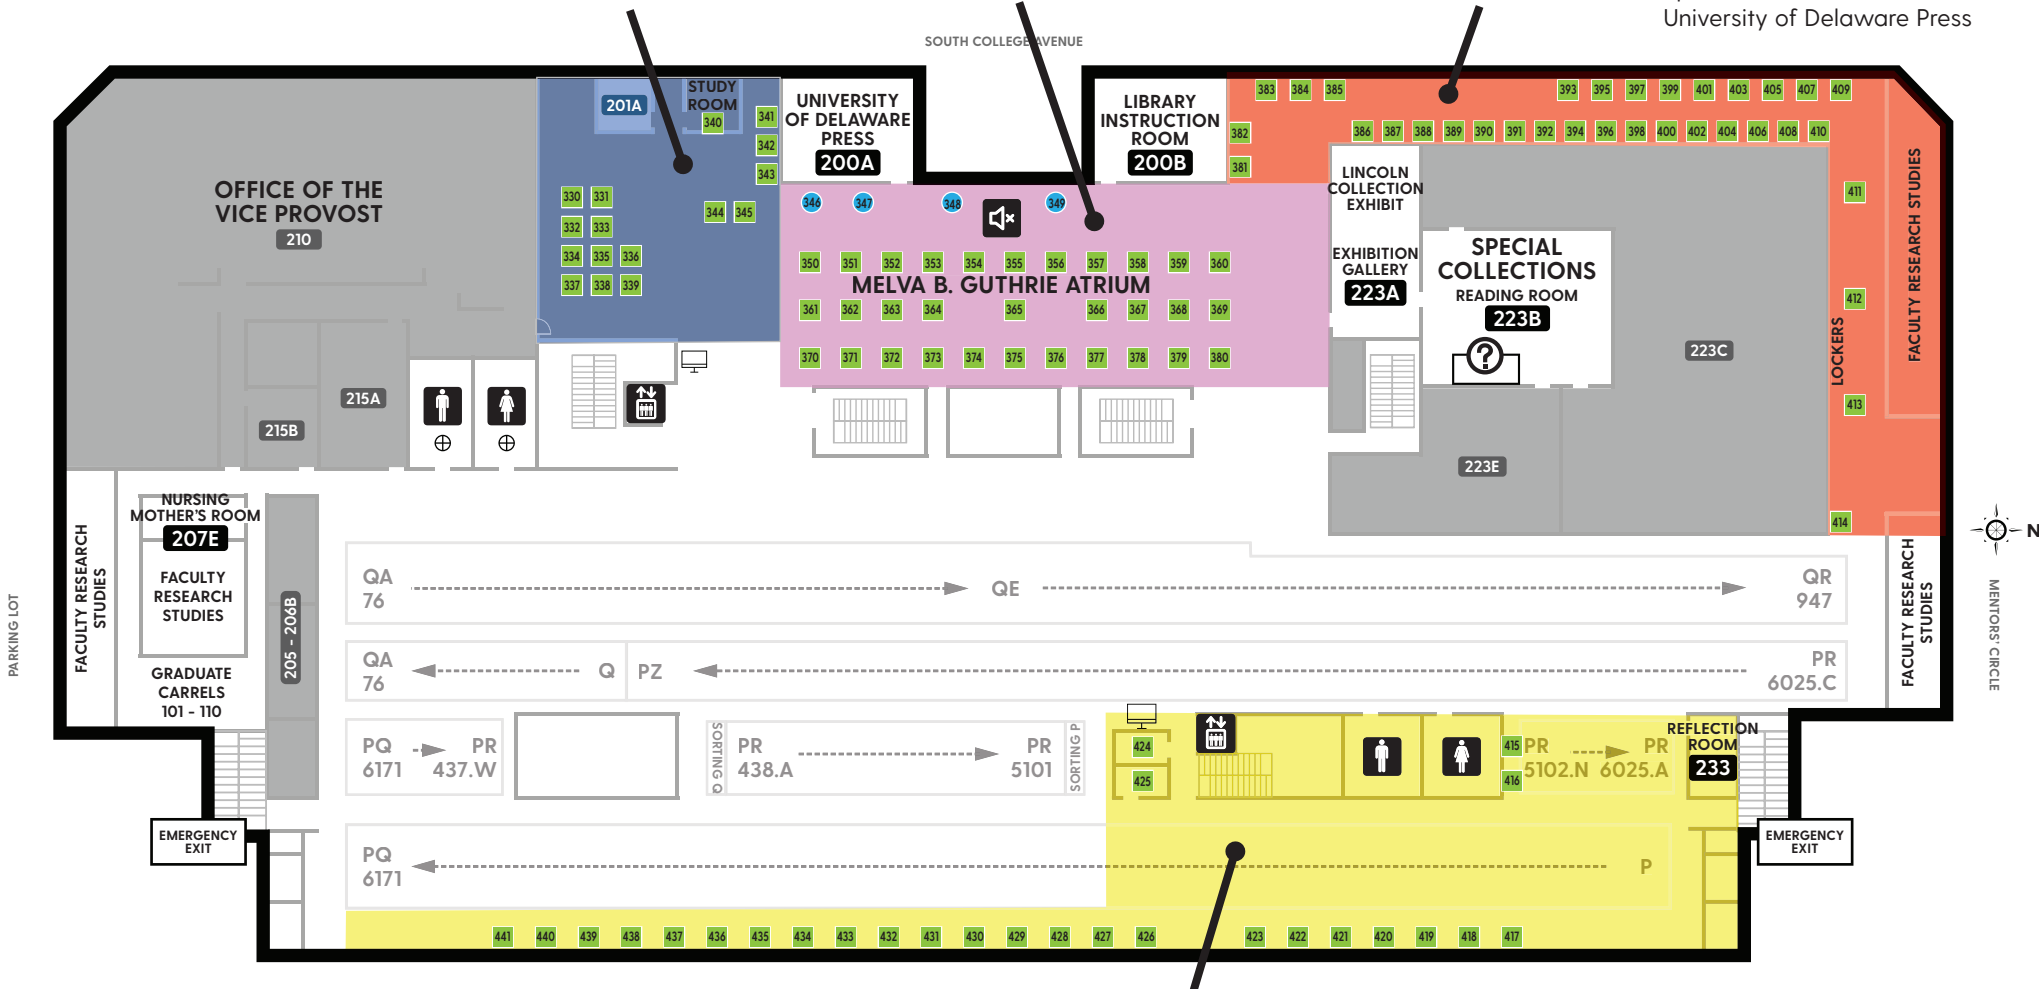 University of Delaware Press
SOUTH COLLEGE AVENUE
OFFICE OF THE
VICE PROVOST
210
215A
215B
201A
STUDY
ROOM
340
341
342
343
330 331
332 333
344 345
334 335 336
337 338 339
UNIVERSITY
OF DELAWARE
PRESS
200A
LIBRARY
INSTRUCTION
ROOM
200B
346 347 348 349
350 351 352 353 354 355 356 357 358 359 360
MELVA B. GUTHRIE ATRIUM
361 362 363 364 365 366 367 368 369
370 371 372 373 374 375 376 377 378 379 380
383 384 385
393 395 397 399 401 403 405 407 409
382
386 387 388 389 390 391 392 394 396 398 400 402 404 406 408 410
381
LINCOLN
COLLECTION
EXHIBIT
EXHIBITION
GALLERY
223A
SPECIAL
COLLECTIONS
READING ROOM
223B
?
223C
223E
LOCKERS
411
412
413
414
FACULTY RESEARCH STUDIES
N
MENTORS' CIRCLE
PARKING LOT
FACULTY RESEARCH
STUDIES
NURSING
MOTHER'S ROOM
207E
FACULTY
RESEARCH
STUDIES
GRADUATE
CARRELS
101 - 110
205 - 206B
FACULTY RESEARCH
STUDIES
QA
76
QE
QR
947
QA
76
Q
PZ
PR
6025.C
PQ
6171
PR
437.W
SORTING Q
PR
438.A
PR
5101
SORTING P
424
425
415
416
PR
5102.N
PR
6025.A
REFLECTION
ROOM
233
EMERGENCY
EXIT
EMERGENCY
EXIT
PQ
6171
P
441 440 439 438 437 436 435 434 433 432 431 430 429 428 427 426 423 422 421 420 419 418 417